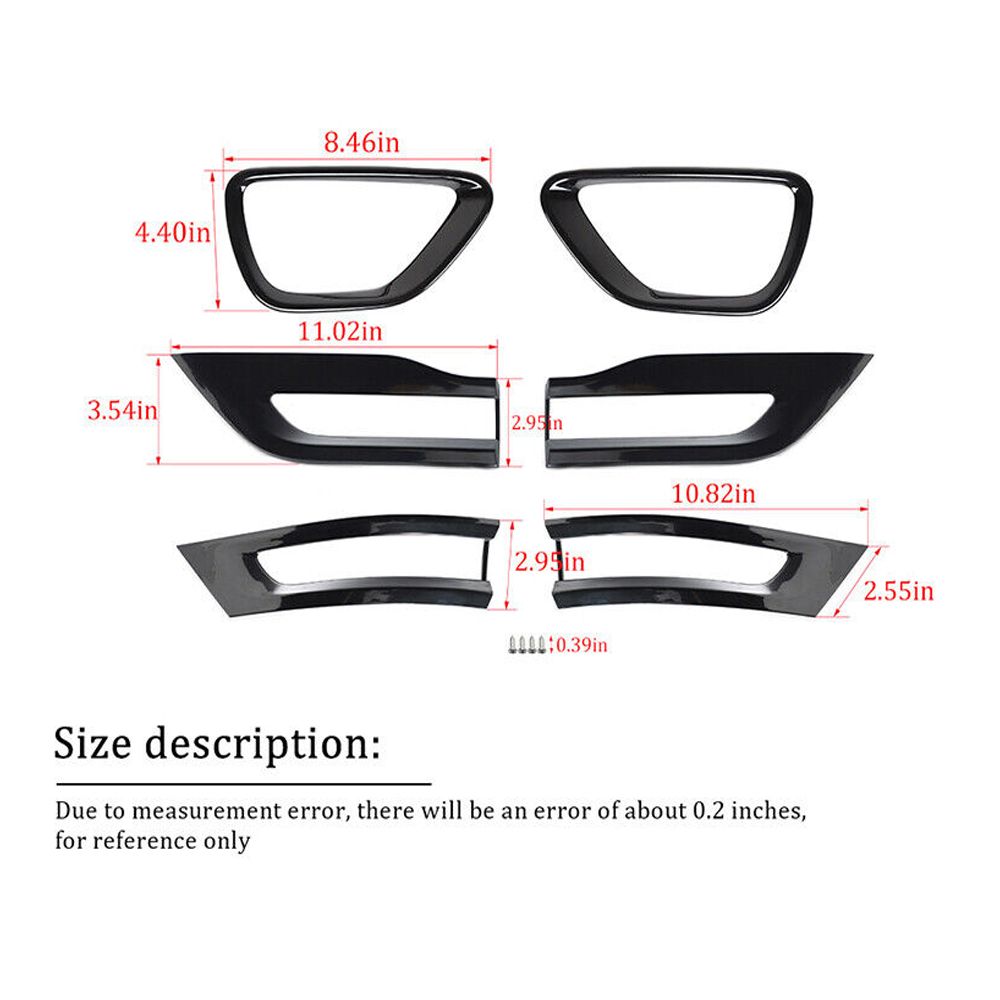 8.46in
4.40in
11.02in
3.54in
2.95in
10.82in
2.95in
2.55in
0.39in
Size description:
Due to measurement error, there will be an error of about 0.2 inches,
for reference only